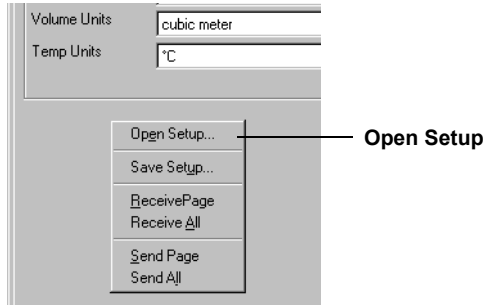 Volume Units
cubic meter
Temp Units
°C
Open Setup...
Open Setup
Save Setup...
ReceivePage
Receive All
Send Page
Send All